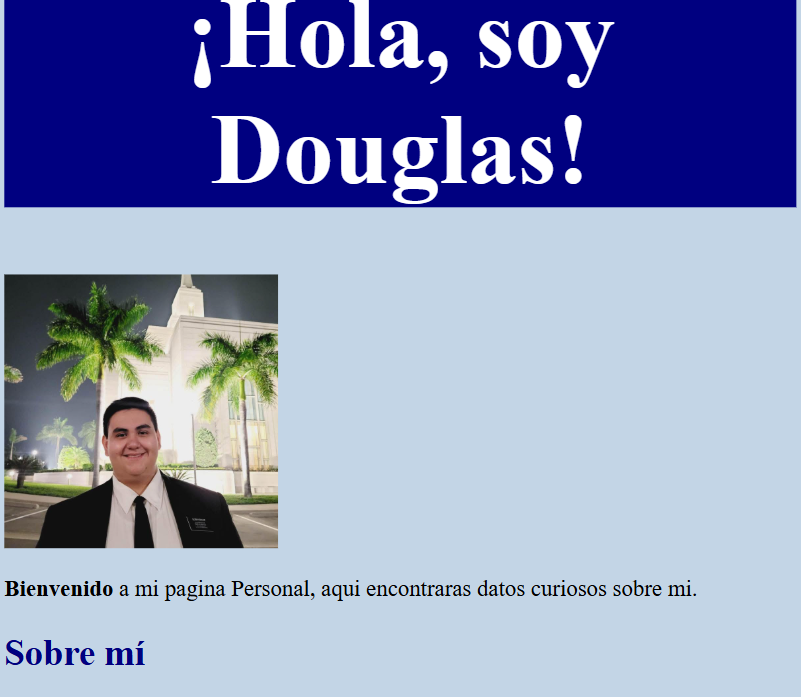 ¡Hola, soy
Douglas!
Bienvenido a mi pagina Personal, aqui encontraras datos curiosos sobre mi.
Sobre mí